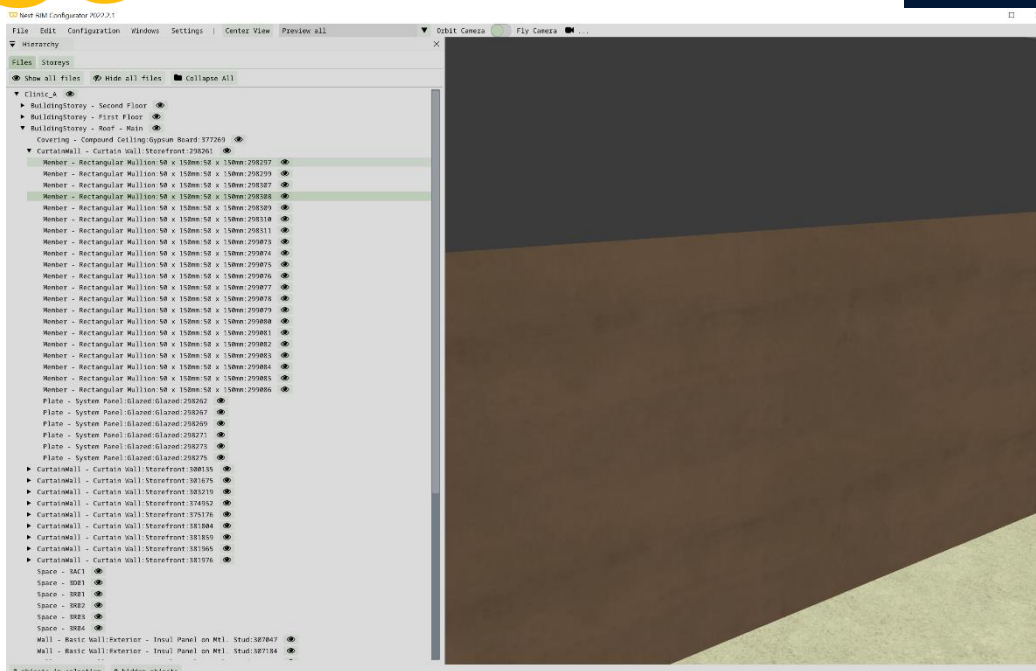 Next-BIM Configurator 2022.2.1
File Edit Configuration Windows Settings | Center View Preview all Orbit Camera Fly Camera ...
Hierarchy
Files Storeys
Show all files Hide all files Collapse All
Clinic_A
BuildingStorey - Second Floor
BuildingStorey - First Floor
BuildingStorey - Roof - Main
Covering - Compound Ceiling:Gypsum Board:377269
CurtainWall - Curtain Wall:Storefront:298261
Member - Rectangular Mullion:50 x 150mm:50 x 150mm:298297
Member - Rectangular Mullion:50 x 150mm:50 x 150mm:298299
Member - Rectangular Mullion:50 x 150mm:50 x 150mm:298307
Member - Rectangular Mullion:50 x 150mm:50 x 150mm:298308
Member - Rectangular Mullion:50 x 150mm:50 x 150mm:298309
Member - Rectangular Mullion:50 x 150mm:50 x 150mm:298310
Member - Rectangular Mullion:50 x 150mm:50 x 150mm:298311
Member - Rectangular Mullion:50 x 150mm:50 x 150mm:299073
Member - Rectangular Mullion:50 x 150mm:50 x 150mm:299074
Member - Rectangular Mullion:50 x 150mm:50 x 150mm:299075
Member - Rectangular Mullion:50 x 150mm:50 x 150mm:299076
Member - Rectangular Mullion:50 x 150mm:50 x 150mm:299077
Member - Rectangular Mullion:50 x 150mm:50 x 150mm:299078
Member - Rectangular Mullion:50 x 150mm:50 x 150mm:299079
Member - Rectangular Mullion:50 x 150mm:50 x 150mm:299080
Member - Rectangular Mullion:50 x 150mm:50 x 150mm:299081
Member - Rectangular Mullion:50 x 150mm:50 x 150mm:299082
Member - Rectangular Mullion:50 x 150mm:50 x 150mm:299083
Member - Rectangular Mullion:50 x 150mm:50 x 150mm:299084
Member - Rectangular Mullion:50 x 150mm:50 x 150mm:299085
Member - Rectangular Mullion:50 x 150mm:50 x 150mm:299086
Plate - System Panel:Glazed:Glazed:298262
Plate - System Panel:Glazed:Glazed:298267
Plate - System Panel:Glazed:Glazed:298269
Plate - System Panel:Glazed:Glazed:298271
Plate - System Panel:Glazed:Glazed:298273
Plate - System Panel:Glazed:Glazed:298275
CurtainWall - Curtain Wall:Storefront:300135
CurtainWall - Curtain Wall:Storefront:301675
CurtainWall - Curtain Wall:Storefront:303219
CurtainWall - Curtain Wall:Storefront:374952
CurtainWall - Curtain Wall:Storefront:375176
CurtainWall - Curtain Wall:Storefront:381804
CurtainWall - Curtain Wall:Storefront:381859
CurtainWall - Curtain Wall:Storefront:381965
CurtainWall - Curtain Wall:Storefront:381976
Space - 3AC1
Space - 3D01
Space - 3R01
Space - 3R02
Space - 3R03
Space - 3R04
Wall - Basic Wall:Exterior - Insul Panel on Mtl. Stud:307047
Wall - Basic Wall:Exterior - Insul Panel on Mtl. Stud:307184